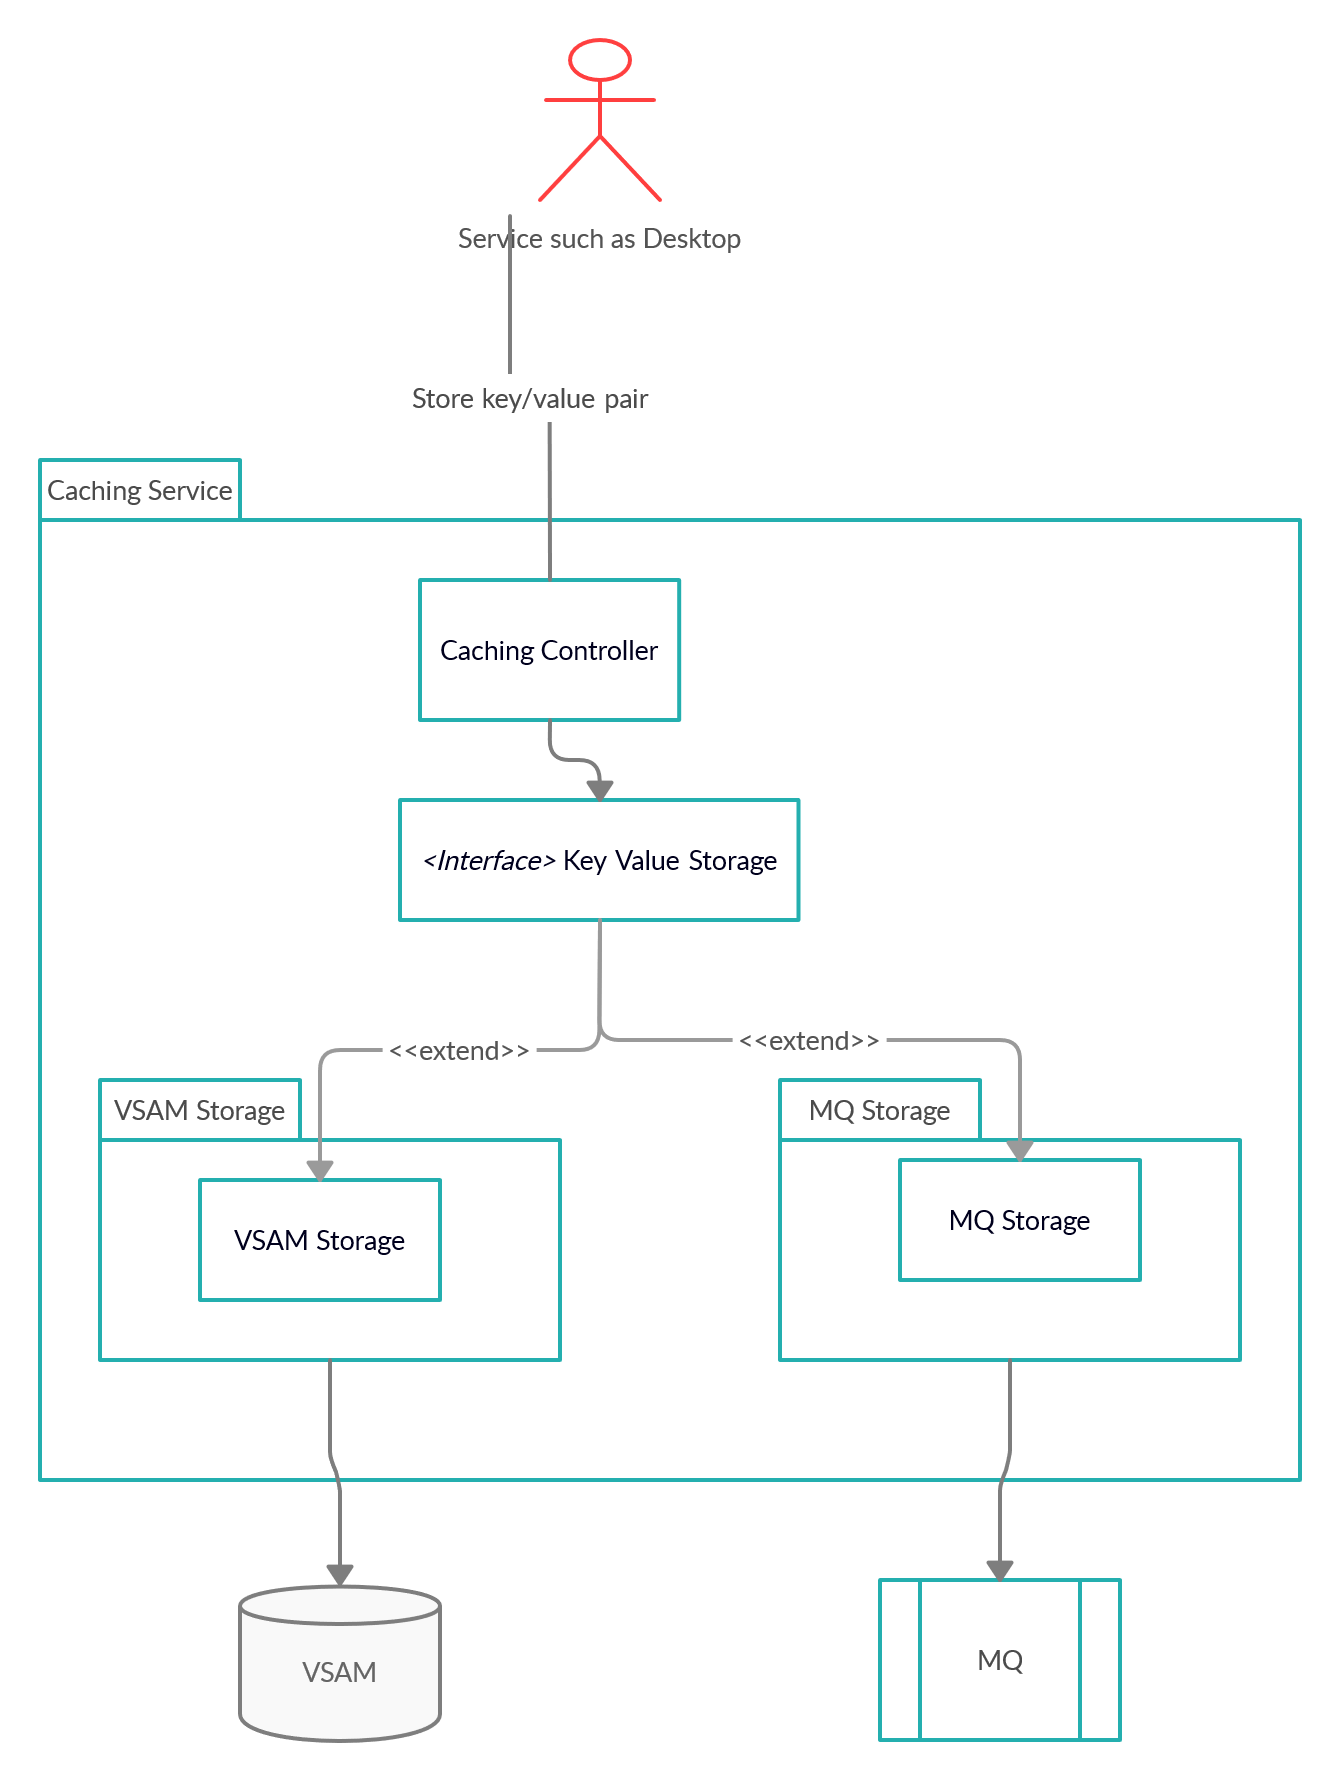 Service such as Desktop
Store key/value pair
Caching Service
Caching Controller
<Interface> Key Value Storage
<<extend>>
<<extend>>
VSAM Storage
MQ Storage
VSAM Storage
MQ Storage
VSAM
MQ